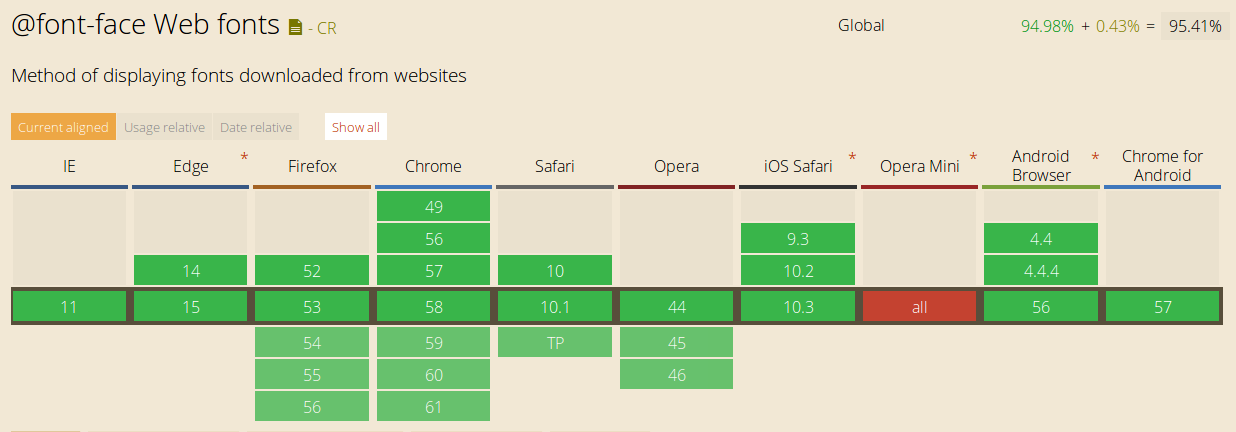 @font-face Web fonts - CR
Global 94.98% + 0.43% = 95.41%
Method of displaying fonts downloaded from websites
Current aligned Usage relative Date relative Show all
IE Edge * Firefox Chrome Safari Opera iOS Safari * Opera Mini * Android Browser * Chrome for Android
49
56 9.3 4.4
14 52 57 10 10.2 4.4.4
11 15 53 58 10.1 44 10.3 all 56 57
54 59 TP 45
55 60 46
56 61